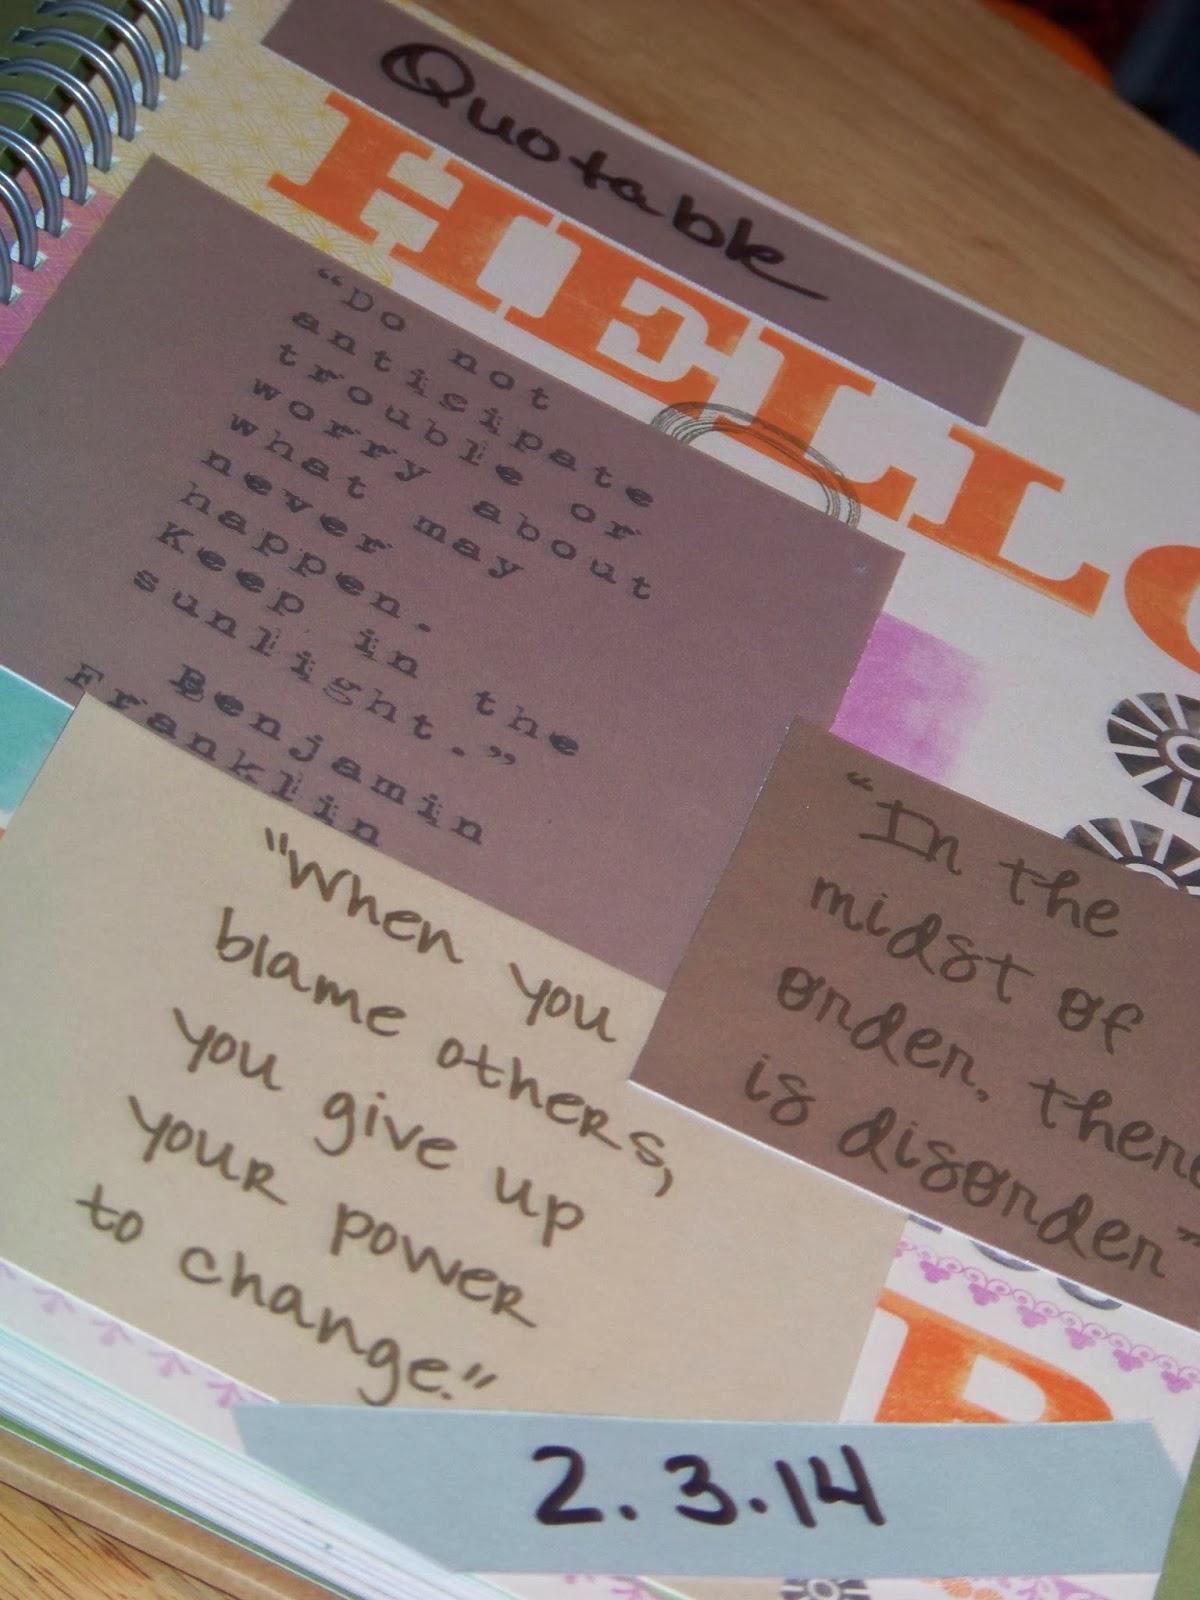 Quotable
HELLO
“Do not
anticipate
trouble or
worry about
what may
never
happen.
Keep in the
sunlight.”
Benjamin
Franklin
"When you
blame others,
you give up
your power
to change."
“In the
midst of
order, there
is disorder”
2.3.14